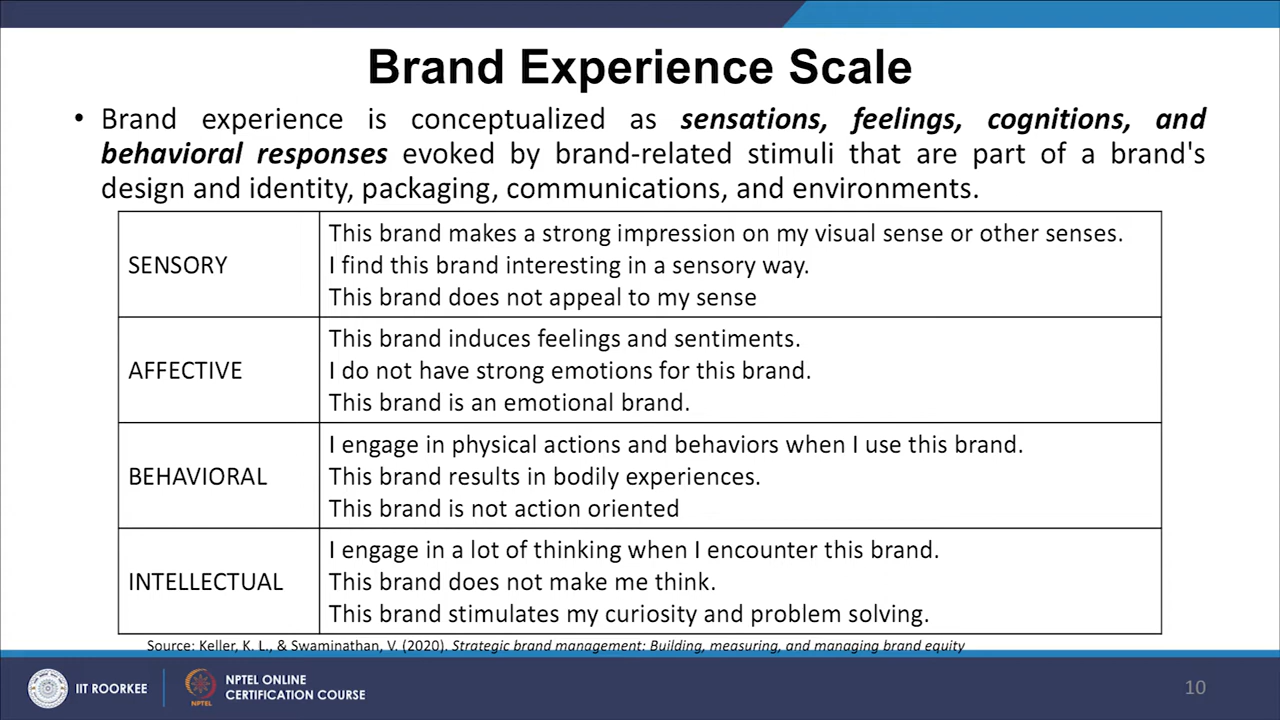 Brand Experience Scale
• Brand experience is conceptualized as sensations, feelings, cognitions, and
behavioral responses evoked by brand-related stimuli that are part of a brand's
design and identity, packaging, communications, and environments.
SENSORY
This brand makes a strong impression on my visual sense or other senses.
I find this brand interesting in a sensory way.
This brand does not appeal to my sense
AFFECTIVE
This brand induces feelings and sentiments.
I do not have strong emotions for this brand.
This brand is an emotional brand.
BEHAVIORAL
I engage in physical actions and behaviors when I use this brand.
This brand results in bodily experiences.
This brand is not action oriented
INTELLECTUAL
I engage in a lot of thinking when I encounter this brand.
This brand does not make me think.
This brand stimulates my curiosity and problem solving.
Source: Keller, K. L., & Swaminathan, V. (2020). Strategic brand management: Building, measuring, and managing brand equity
IIT ROORKEE
NPTEL
NPTEL ONLINE
CERTIFICATION COURSE
10